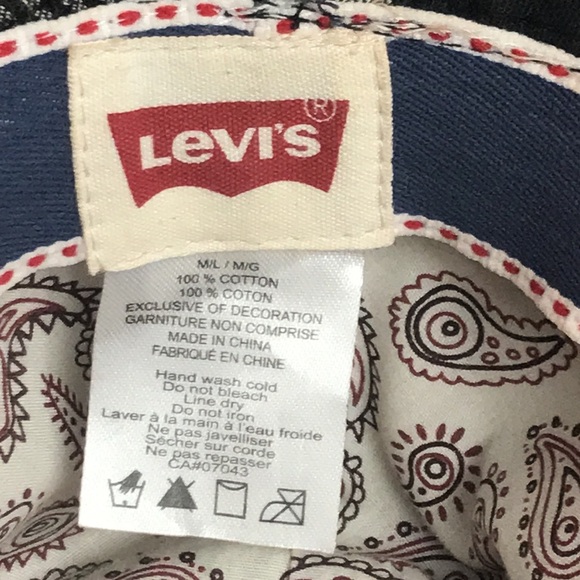 Levi's®
M/L / M/G
100 % COTTON
100 % COTON
EXCLUSIVE OF DECORATION
GARNITURE NON COMPRISE
MADE IN CHINA
FABRIQUÉ EN CHINE
Hand wash cold
Do not bleach
Line dry
Do not iron
Laver à la main à l'eau froide
Ne pas javelliser
Sécher sur corde
Ne pas repasser
CA#07043